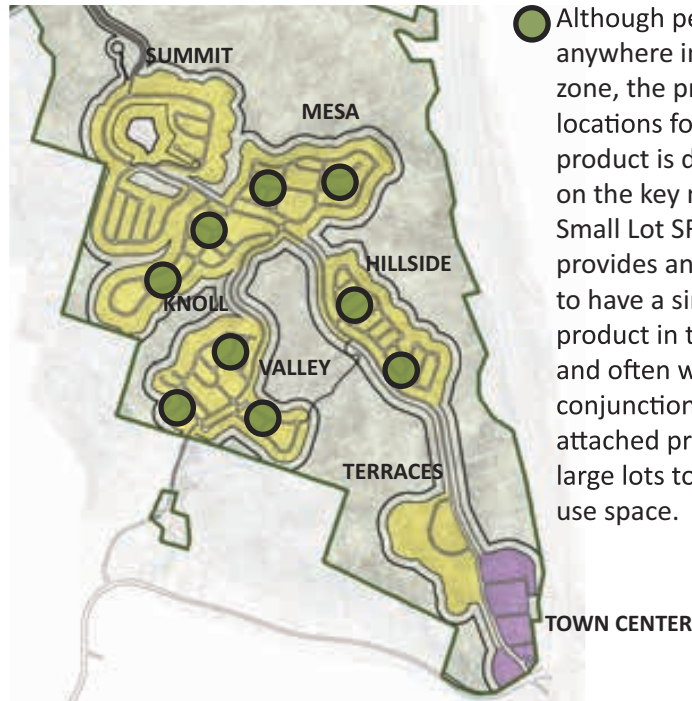 SUMMIT
MESA
HILLSIDE
KNOLL
VALLEY
TERRACES
TOWN CENTER
Although pe
anywhere in
zone, the pr
locations fo
product is d
on the key m
Small Lot SF
provides an
to have a sin
product in t
and often w
conjunction
attached pr
large lots to
use space.